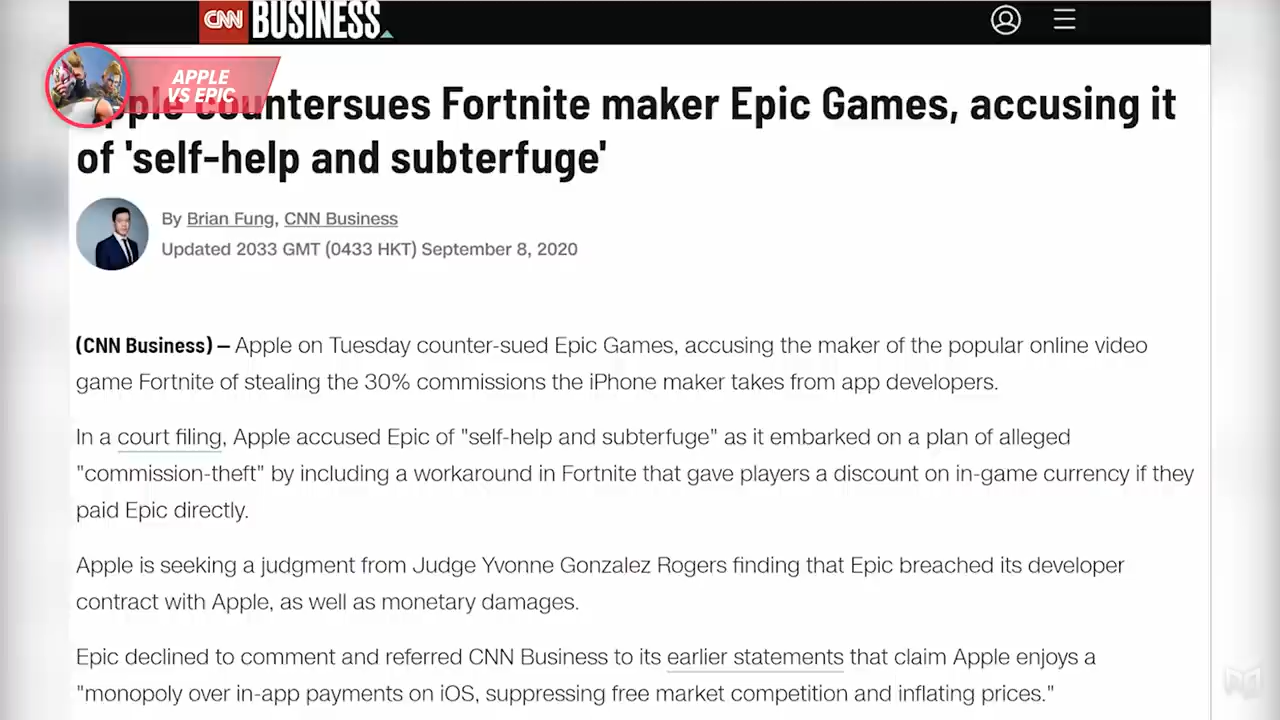 CNN BUSINESS
APPLE
VS EPIC
Apple countersues Fortnite maker Epic Games, accusing it
of 'self-help and subterfuge'
By Brian Fung, CNN Business
Updated 2033 GMT (0433 HKT) September 8, 2020
(CNN Business) — Apple on Tuesday counter-sued Epic Games, accusing the maker of the popular online video
game Fortnite of stealing the 30% commissions the iPhone maker takes from app developers.
In a court filing, Apple accused Epic of "self-help and subterfuge" as it embarked on a plan of alleged
"commission-theft" by including a workaround in Fortnite that gave players a discount on in-game currency if they
paid Epic directly.
Apple is seeking a judgment from Judge Yvonne Gonzalez Rogers finding that Epic breached its developer
contract with Apple, as well as monetary damages.
Epic declined to comment and referred CNN Business to its earlier statements that claim Apple enjoys a
"monopoly over in-app payments on iOS, suppressing free market competition and inflating prices."